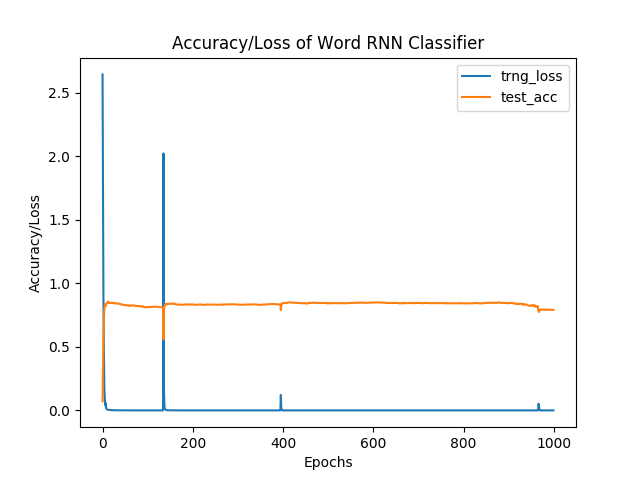 Accuracy/Loss of Word RNN Classifier
trng_loss
test_acc
2.5
2.0
1.5
1.0
0.5
0.0
Accuracy/Loss
0 200 400 600 800 1000
Epochs